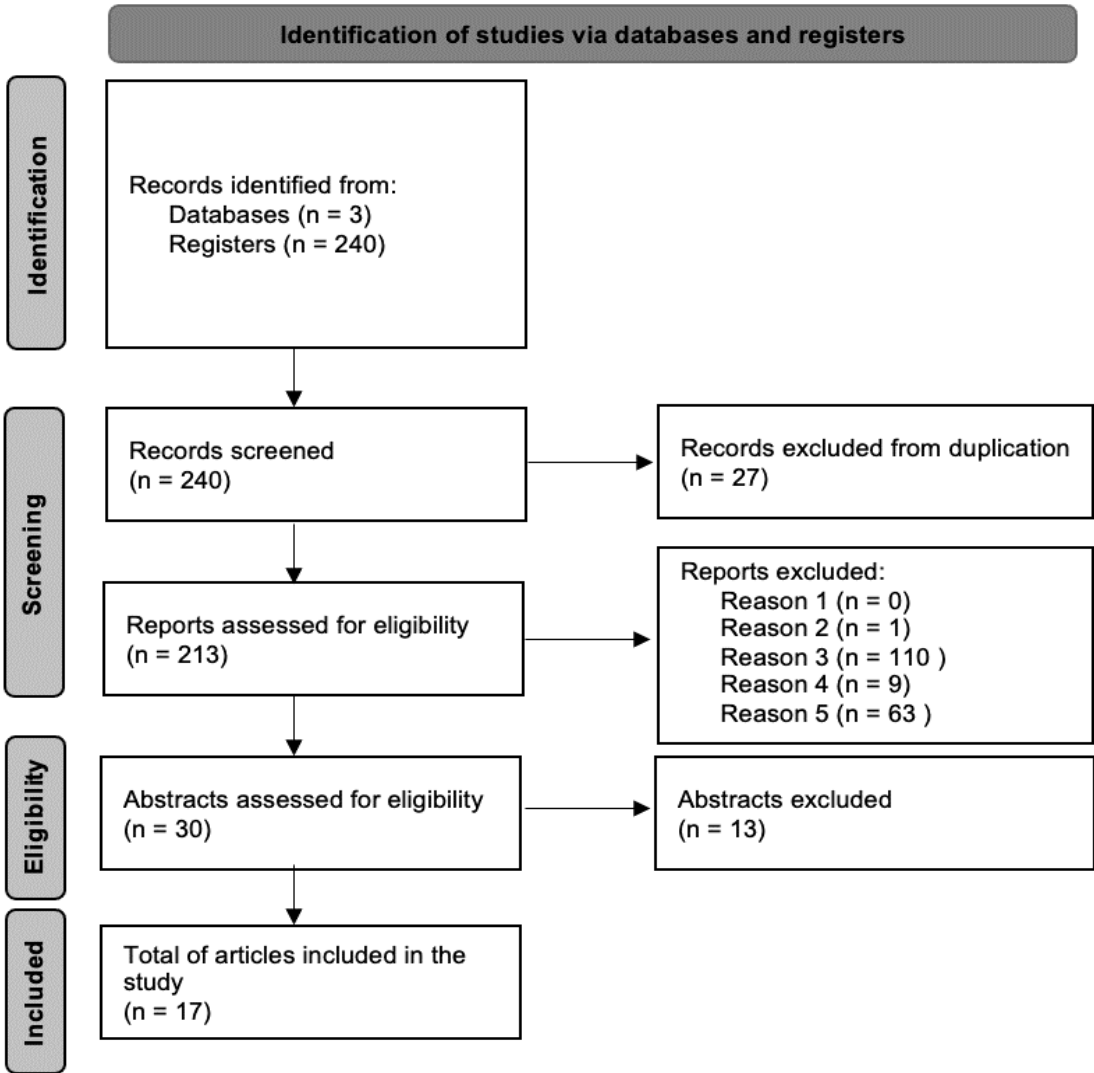 Identification of studies via databases and registers
Identification
Records identified from:
Databases (n = 3)
Registers (n = 240)
Screening
Records screened
(n = 240)
Records excluded from duplication
(n = 27)
Reports assessed for eligibility
(n = 213)
Reports excluded:
Reason 1 (n = 0)
Reason 2 (n = 1)
Reason 3 (n = 110 )
Reason 4 (n = 9)
Reason 5 (n = 63 )
Eligibility
Abstracts assessed for eligibility
(n = 30)
Abstracts excluded
(n = 13)
Included
Total of articles included in the
study
(n = 17)